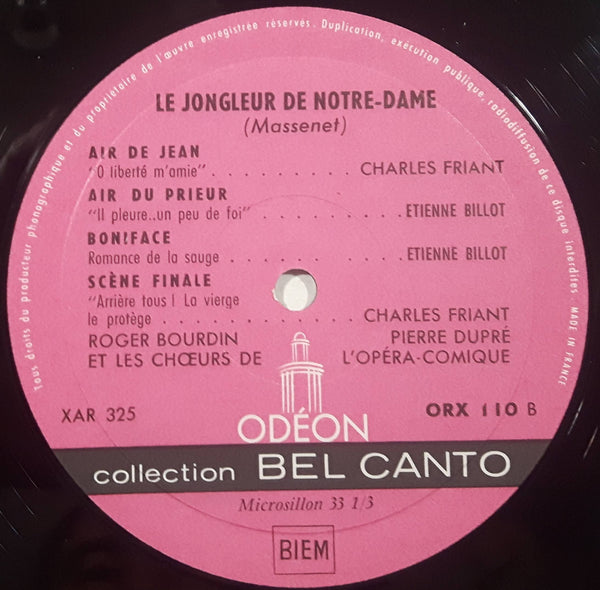 Tous droits du producteur phonographique et du propriétaire de l'œuvre enregistrée réservés. Duplication, exécution publique, radiodiffusion de ce disque interdites. MADE IN FRANCE
LE JONGLEUR DE NOTRE-DAME
(Massenet)
AIR DE JEAN
"O liberté m'amie" . . . . . . . . . . CHARLES FRIANT
AIR DU PRIEUR
"Il pleure..un peu de foi" . . . . . . . . . . ETIENNE BILLOT
BONIFACE
Romance de la sauge . . . . . . . . . ETIENNE BILLOT
SCÈNE FINALE
"Arrière tous ! La vierge
le protège . . . . . . . . . . . . . . CHARLES FRIANT
ROGER BOURDIN PIERRE DUPRÉ
ET LES CHŒURS DE L'OPÉRA-COMIQUE
XAR 325 ORX 110 B
ODÉON
collection BEL CANTO
Microsillon 33 1/3
BIEM